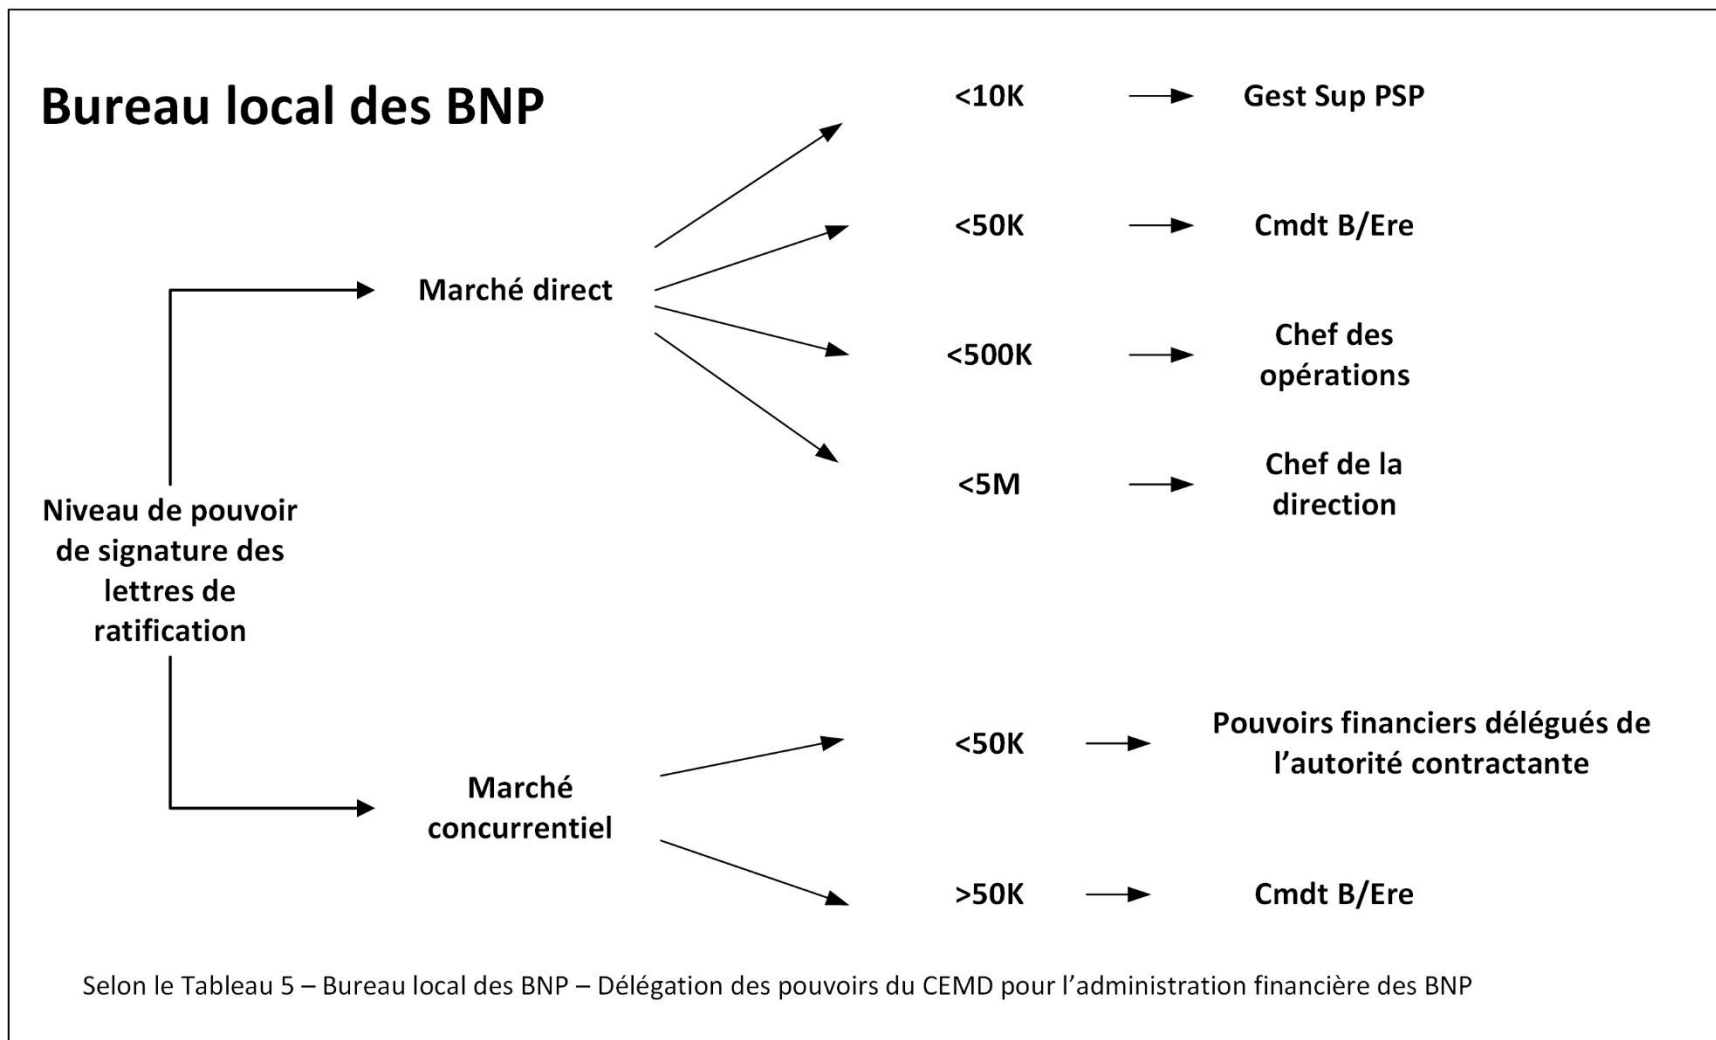 Bureau local des BNP
Niveau de pouvoir
de signature des
lettres de
ratification
Marché direct
<10K
Gest Sup PSP
<50K
Cmdt B/Ere
<500K
Chef des
opérations
<5M
Chef de la
direction
Marché
concurrentiel
<50K
Pouvoirs financiers délégués de
l’autorité contractante
>50K
Cmdt B/Ere
Selon le Tableau 5 – Bureau local des BNP – Délégation des pouvoirs du CEMD pour l’administration financière des BNP